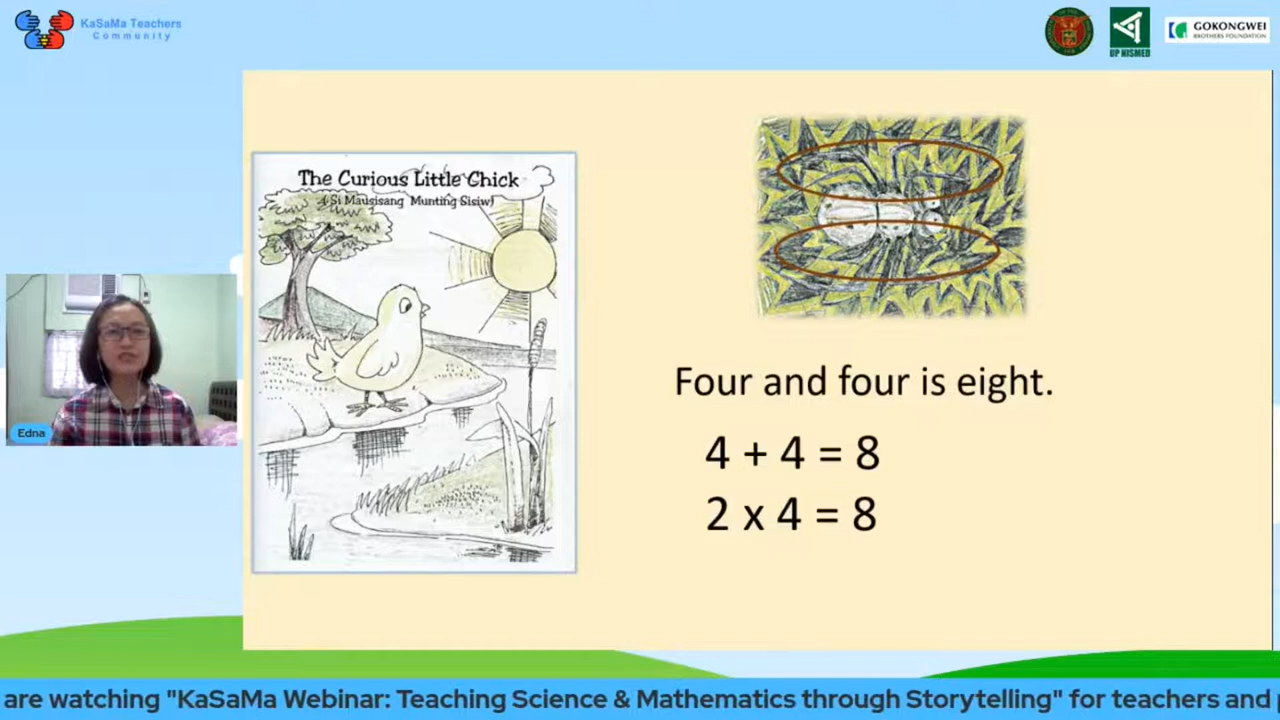 KaSaMa Teachers
Community
UP NISMED
GOKONGWEI
BROTHERS FOUNDATION
The Curious Little Chick
(Si Mausisang Munting Sisiw)
Four and four is eight.
4 + 4 = 8
2 x 4 = 8
Edna
are watching "KaSaMa Webinar: Teaching Science & Mathematics through Storytelling" for teachers and